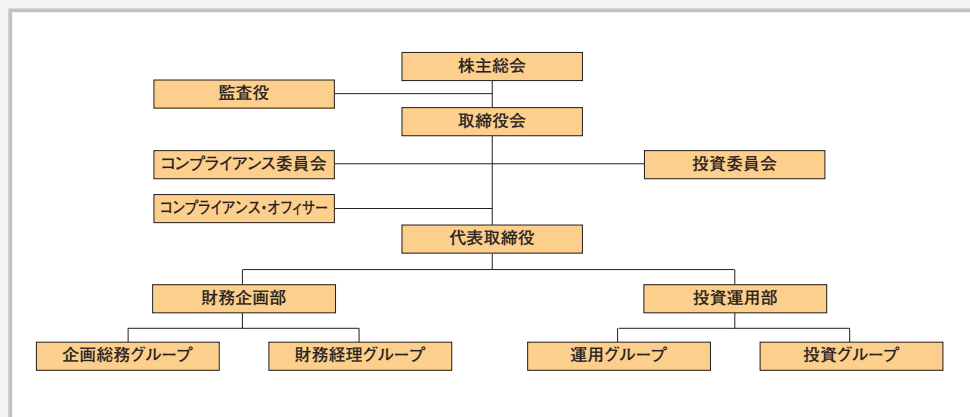 株主総会
監査役
取締役会
コンプライアンス委員会
投資委員会
コンプライアンス・オフィサー
代表取締役
財務企画部
投資運用部
企画総務グループ
財務経理グループ
運用グループ
投資グループ